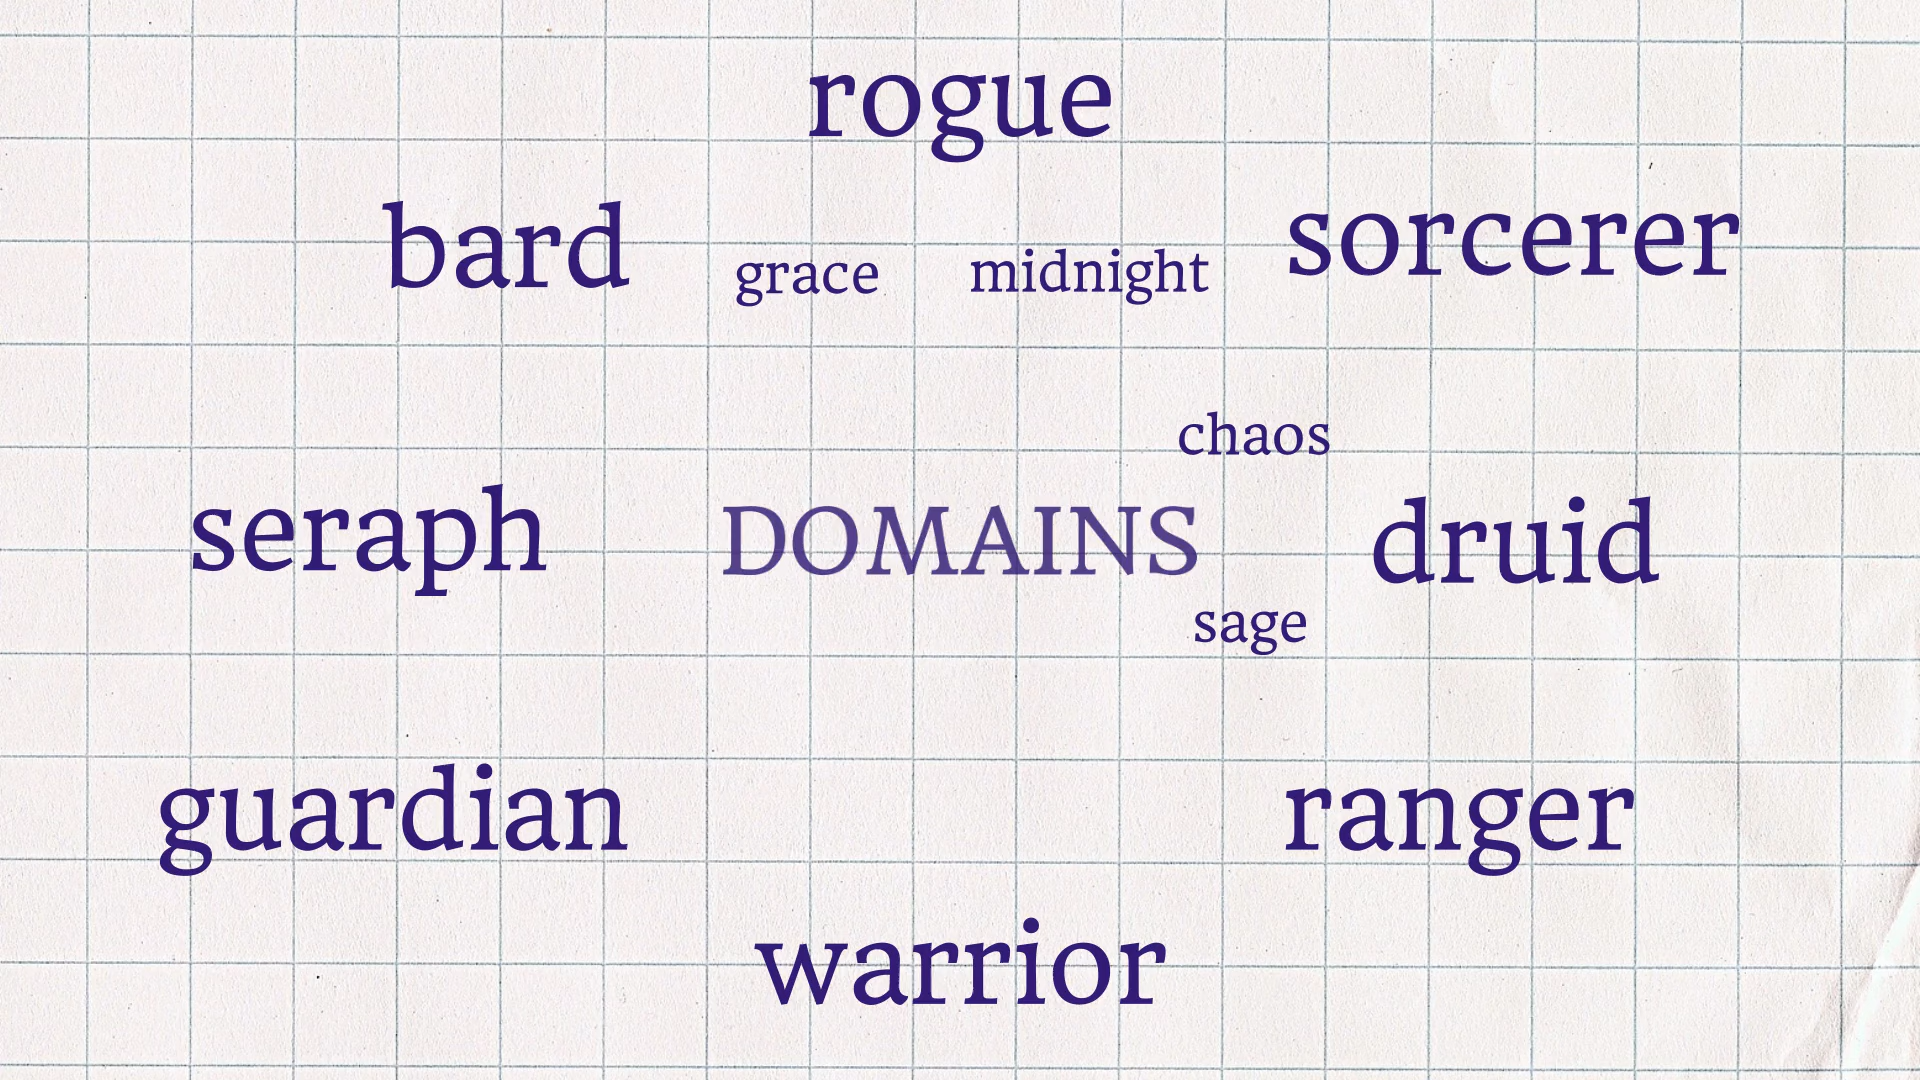 rogue
bard
sorcerer
grace
midnight
chaos
seraph
DOMAINS
druid
sage
guardian
ranger
warrior